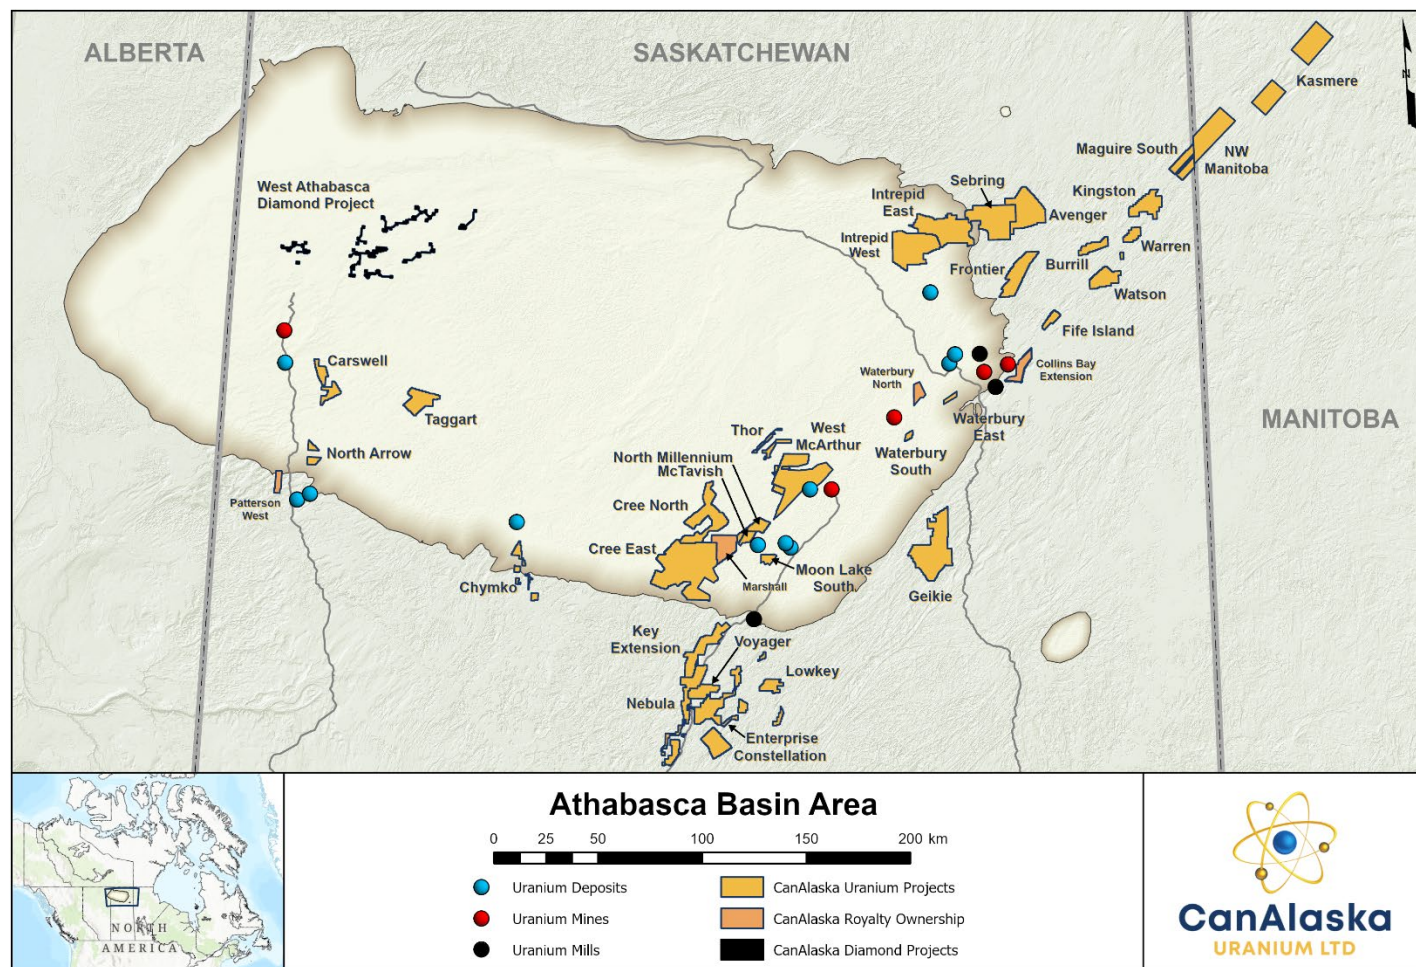 ALBERTA
SASKATCHEWAN
N
Kasmere
Maguire South
NW
Manitoba
West Athabasca
Diamond Project
Sebring
Intrepid
East
Kingston
Avenger
Intrepid
West
Warren
Frontier
Burrill
Watson
Fife Island
Carswell
Collins Bay
Extension
Waterbury
North
Taggart
Waterbury
East
MANITOBA
Thor
West
McArthur
North Arrow
North Millennium
McTavish
Waterbury
South
Patterson
West
Cree North
Cree East
Moon Lake
South
Marshall
Chymko
Geikie
Key
Extension
Voyager
Lowkey
Nebula
Enterprise
Constellation
NORTH
AMERICA
Athabasca Basin Area
0 25 50 100 150 200 km
Uranium Deposits
Uranium Mines
Uranium Mills
CanAlaska Uranium Projects
CanAlaska Royalty Ownership
CanAlaska Diamond Projects
CanAlaska
URANIUM LTD